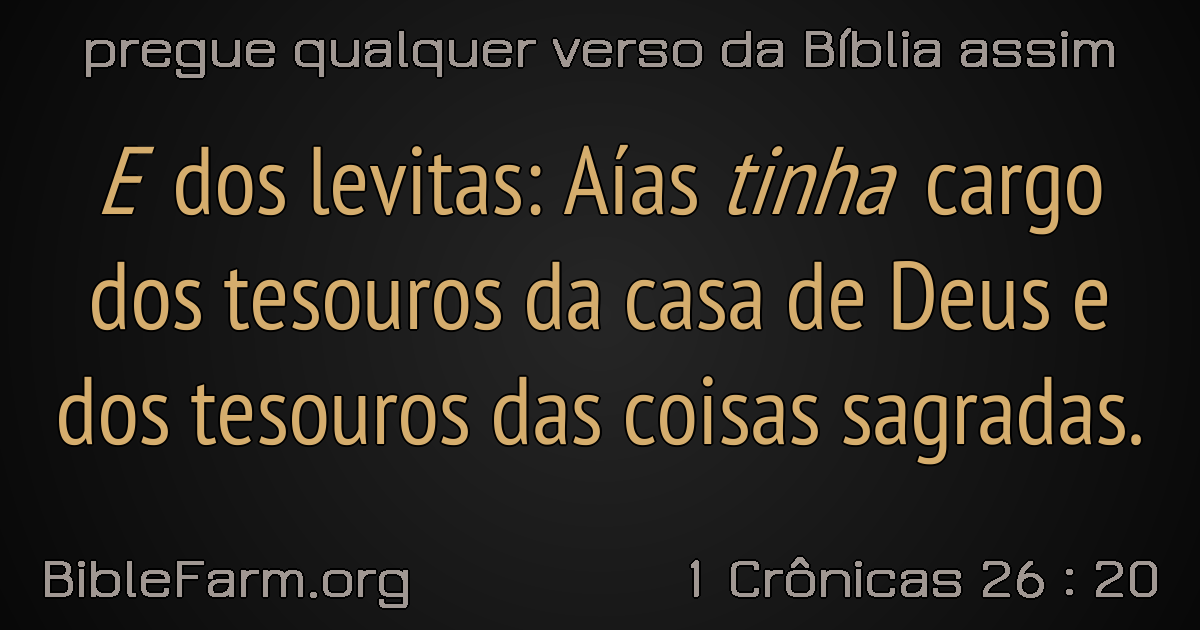 pregue qualquer verso da Bíblia assim
E dos levitas: Aías tinha cargo
dos tesouros da casa de Deus e
dos tesouros das coisas sagradas.
BibleFarm.org
1 Crônicas 26 : 20